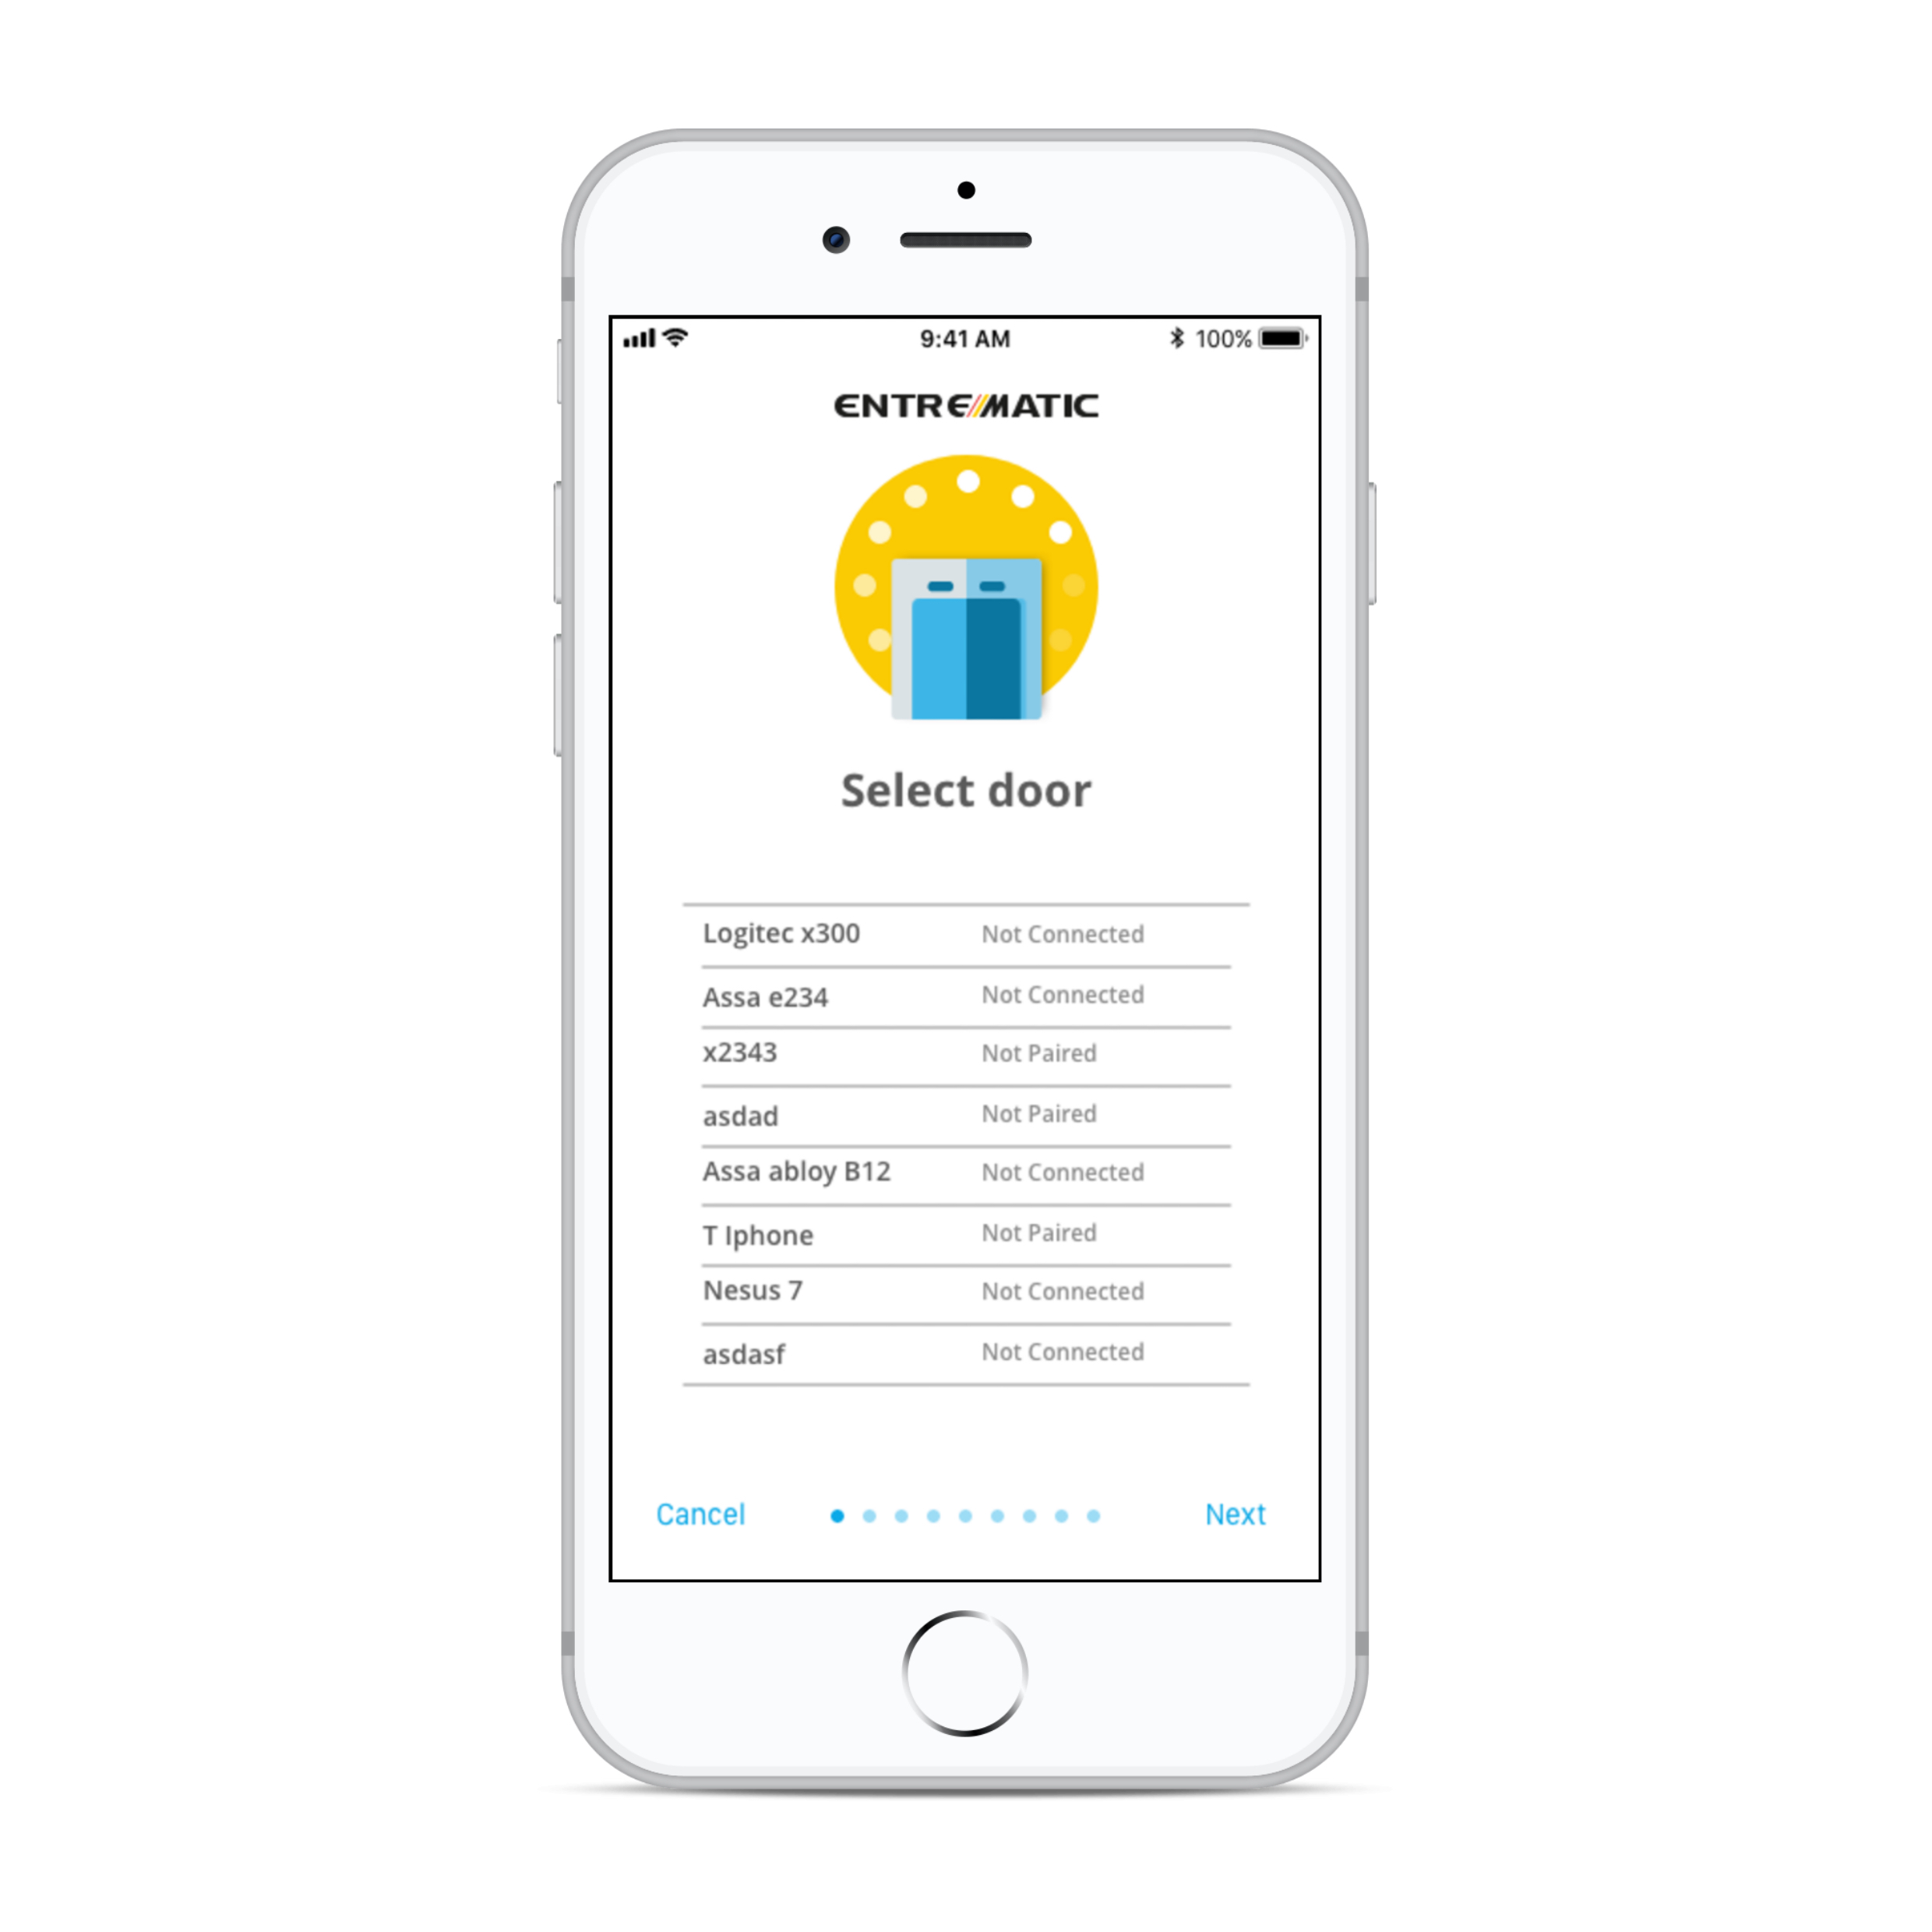 9:41 AM
100%
ENTREMATIC
Select door
Logitec x300 Not Connected
Assa e234 Not Connected
x2343 Not Paired
asdad Not Paired
Assa abloy B12 Not Connected
T Iphone Not Paired
Nesus 7 Not Connected
asdasf Not Connected
Cancel Next